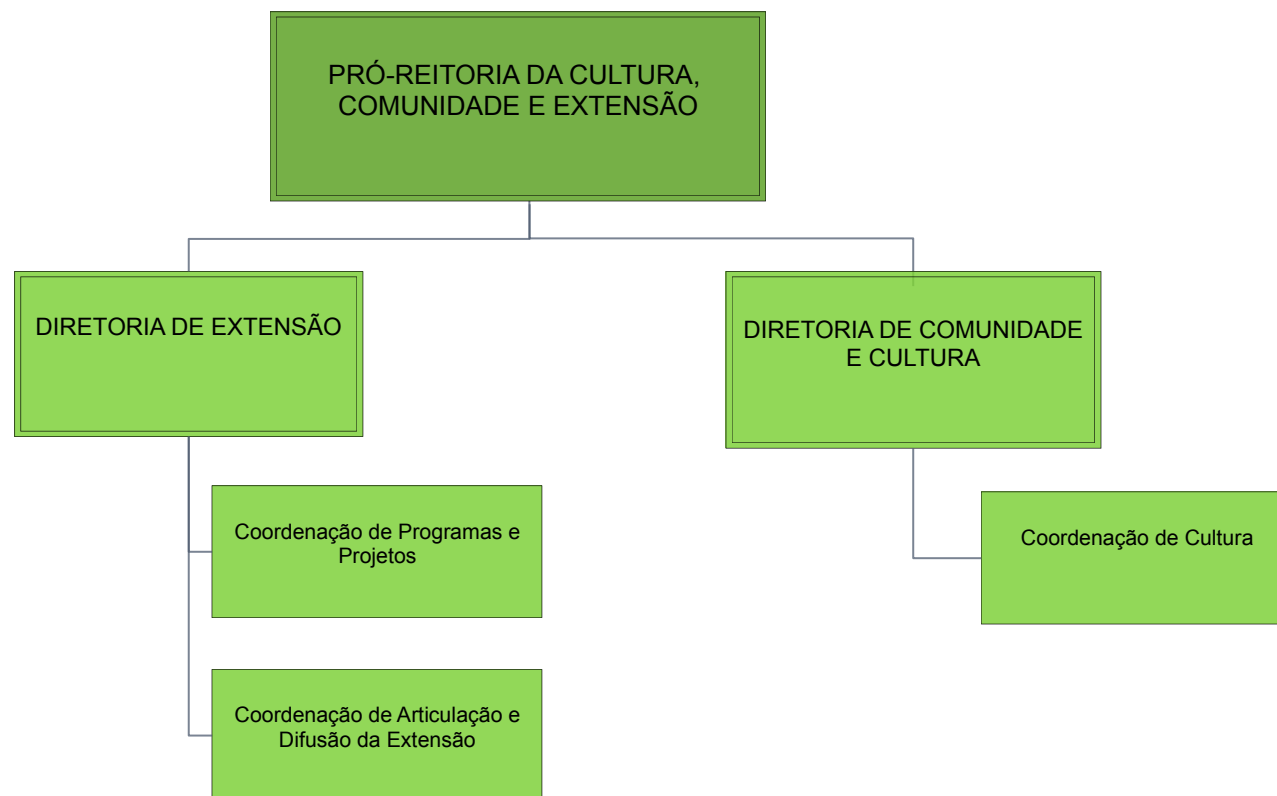 PRÓ-REITORIA DA CULTURA,
COMUNIDADE E EXTENSÃO
DIRETORIA DE EXTENSÃO
DIRETORIA DE COMUNIDADE
E CULTURA
Coordenação de Programas e
Projetos
Coordenação de Cultura
Coordenação de Articulação e
Difusão da Extensão